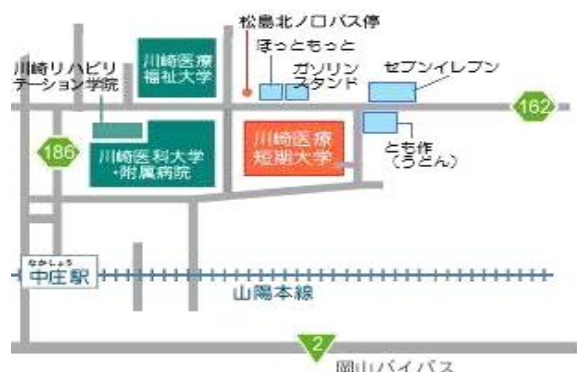 松島北ノ口バス停
ほっともっと
川崎医療
福祉大学
川崎リハビリ
テーション学院
ガソリン
スタンド
セブンイレブン
162
186
川崎医科大学
・附属病院
川崎医療
短期大学
とも作
(うどん)
なかしょう
中庄駅
山陽本線
2
岡山バイパス